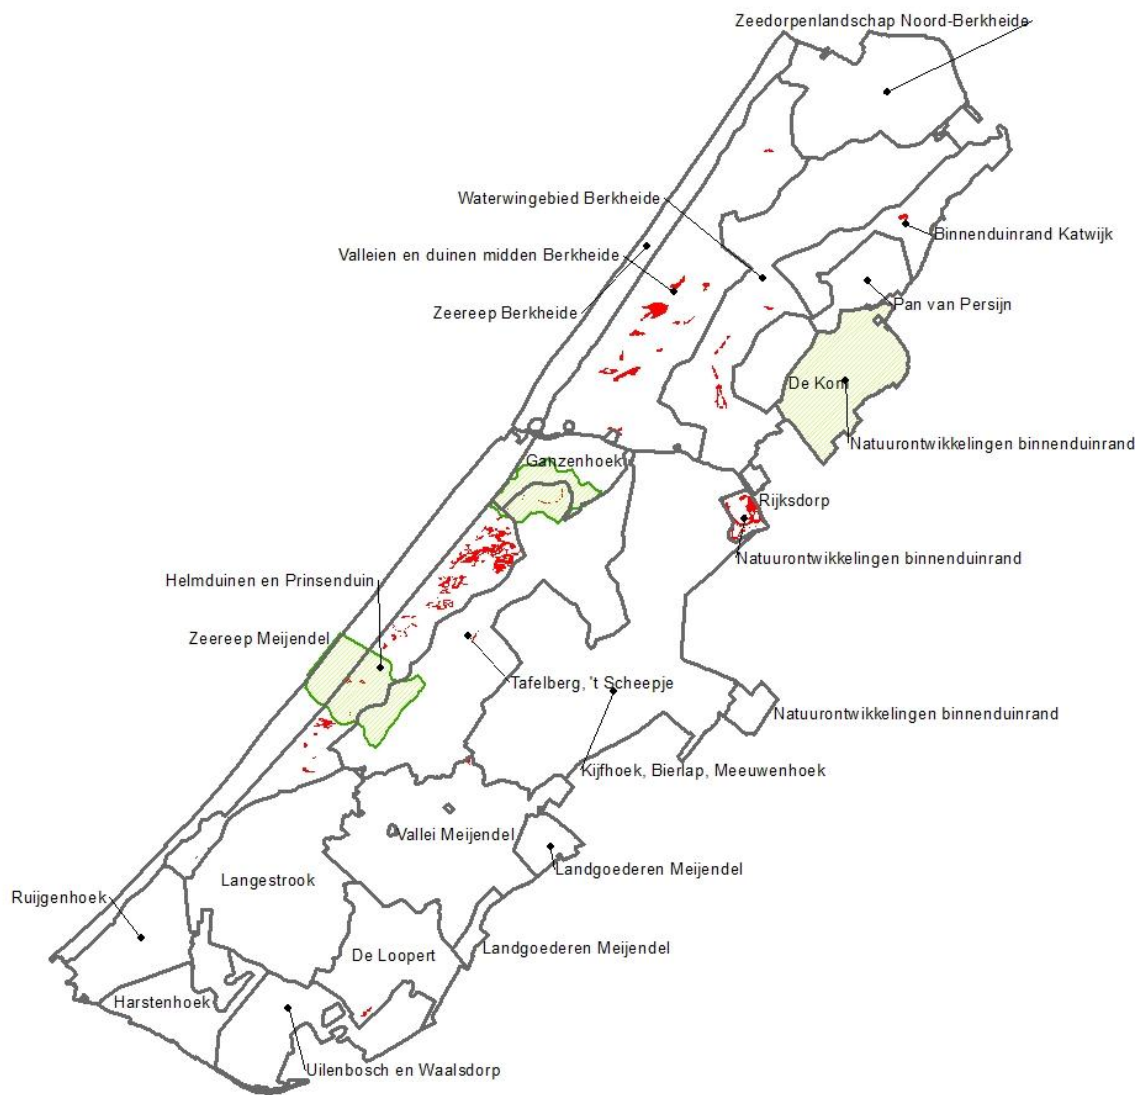 Zeedorpenlandschap Noord-Berkheide
Waterwingebied Berkheide
Binnenduinrand Katwijk
Valleien en duinen midden Berkheide
Pan van Persijn
Zeereep Berkheide
De Kom
Natuurontwikkelingen binnenduinrand
Ganzenhoek
Rijksdorp
Natuurontwikkelingen binnenduinrand
Helmduinen en Prinsenduin
Zeereep Meijendel
Tafelberg, 't Scheepje
Natuurontwikkelingen binnenduinrand
Kijfhoek, Bierlap, Meeuwenhoek
Vallei Meijendel
Landgoederen Meijendel
Langestrook
Ruijgenhoek
Landgoederen Meijendel
De Loopert
Harstenhoek
Uilenbosch en Waalsdorp